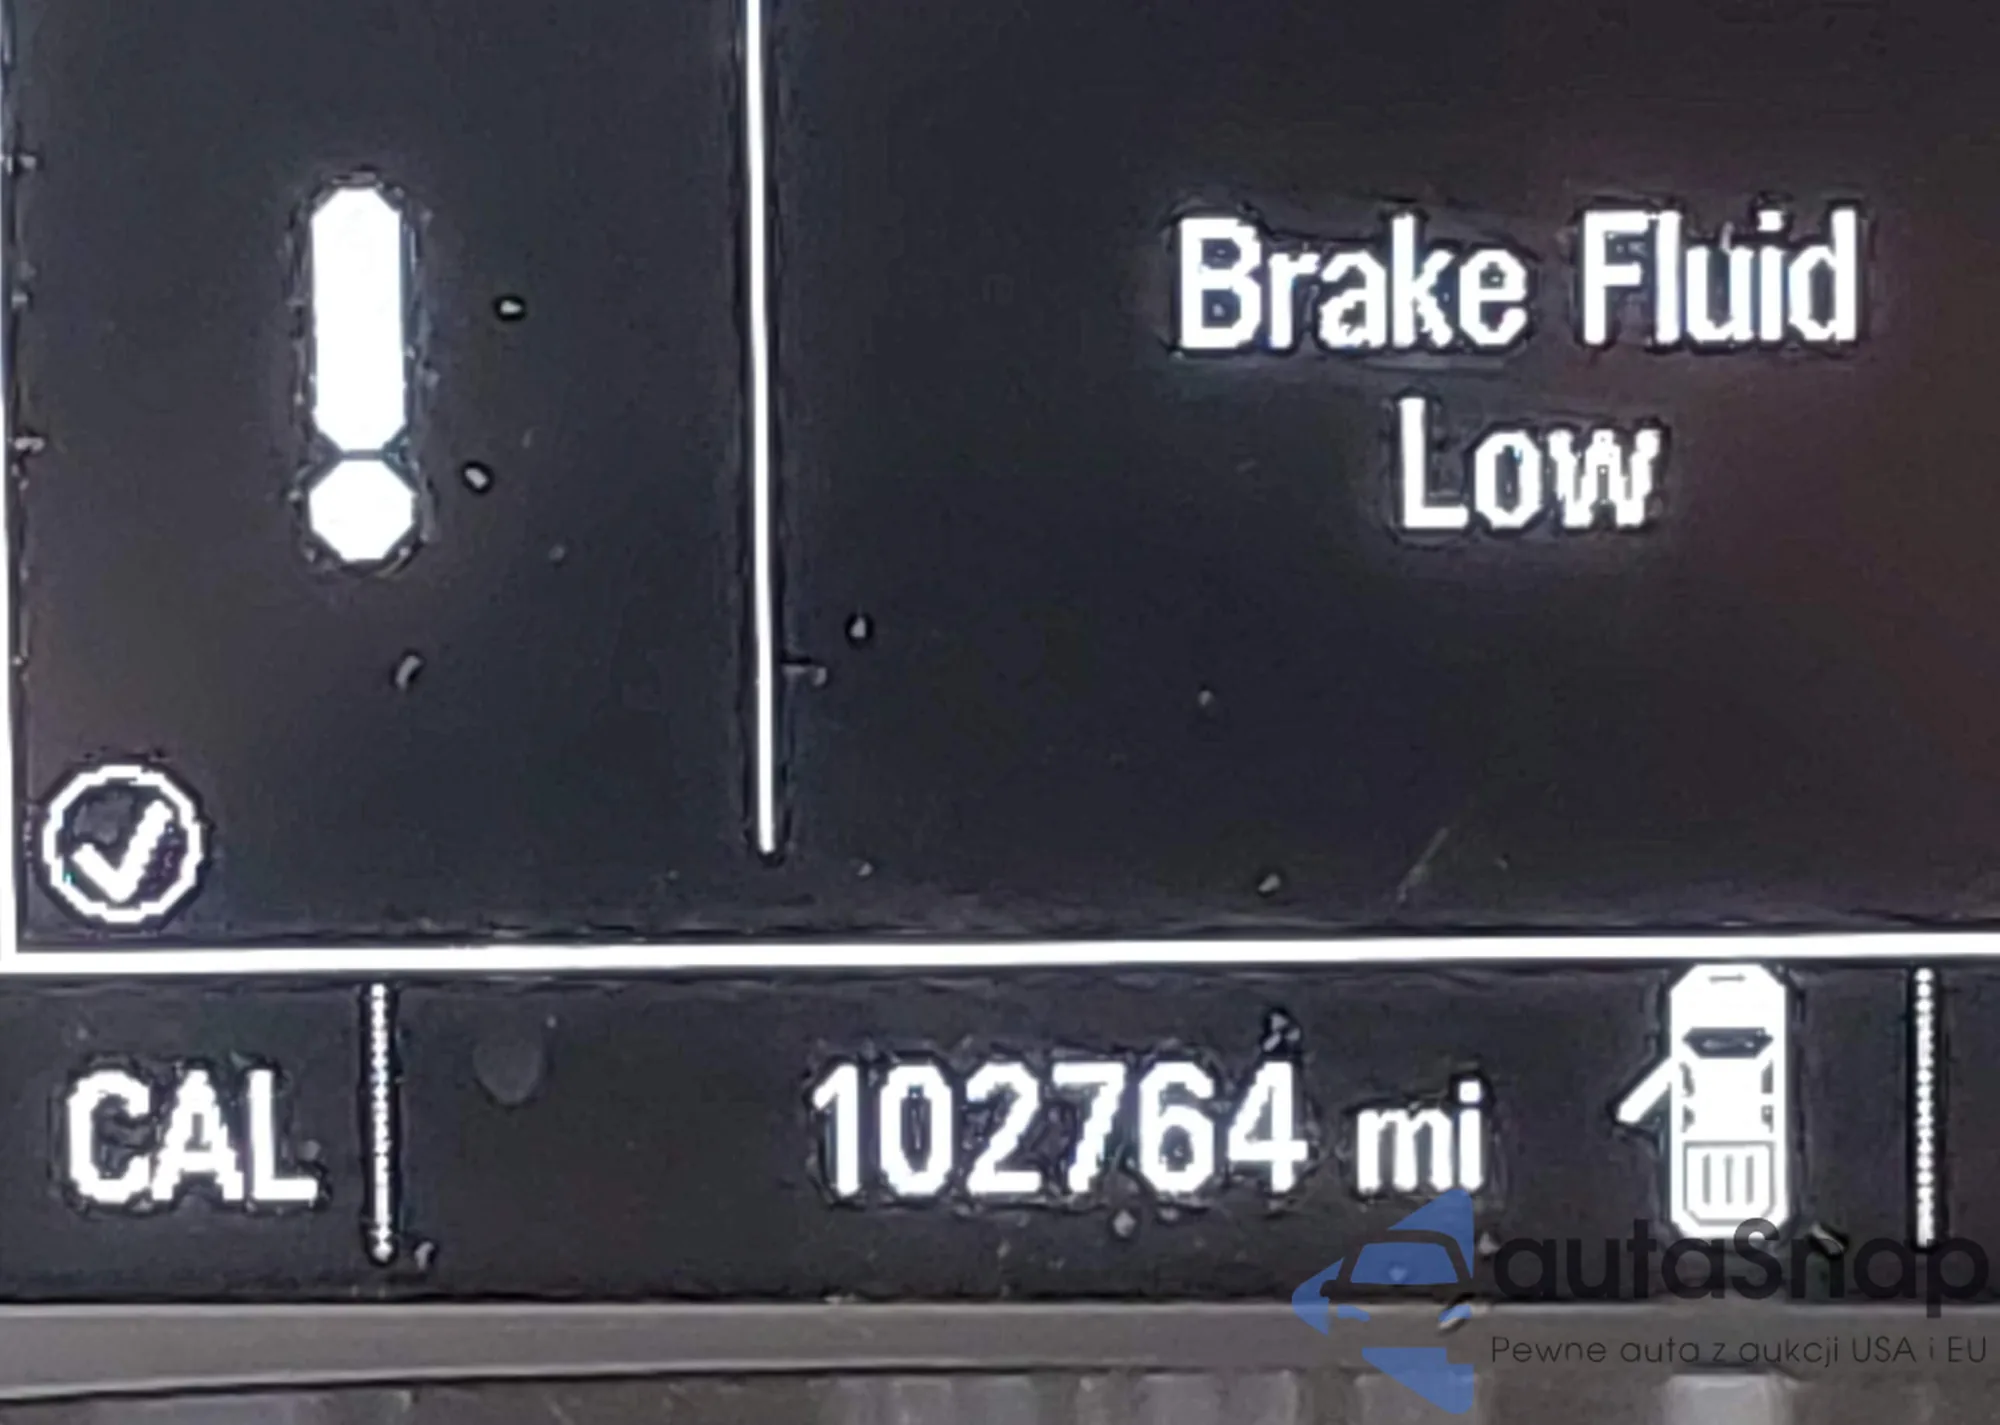 Brake Fluid
Low
CAL
102764 mi
autaSnap
Pewne auta z aukcji USA i EU